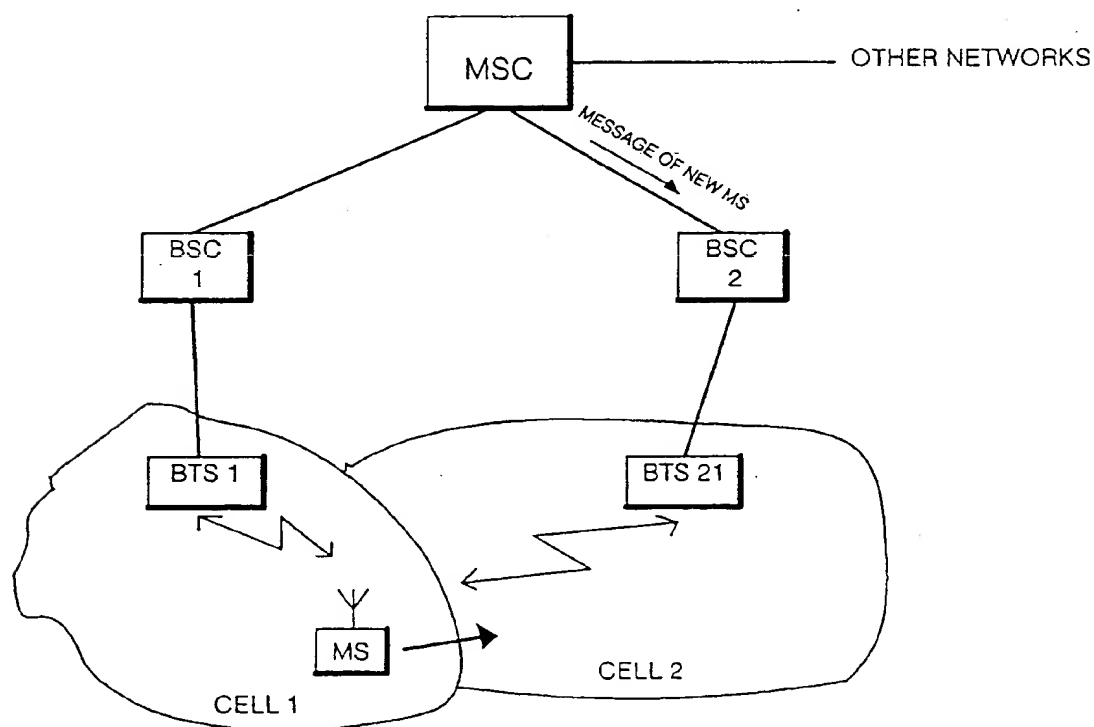 MSC
OTHER NETWORKS
MESSAGE OF NEW MS
BSC
1
BSC
2
BTS 1
BTS 21
MS
CELL 1
CELL 2